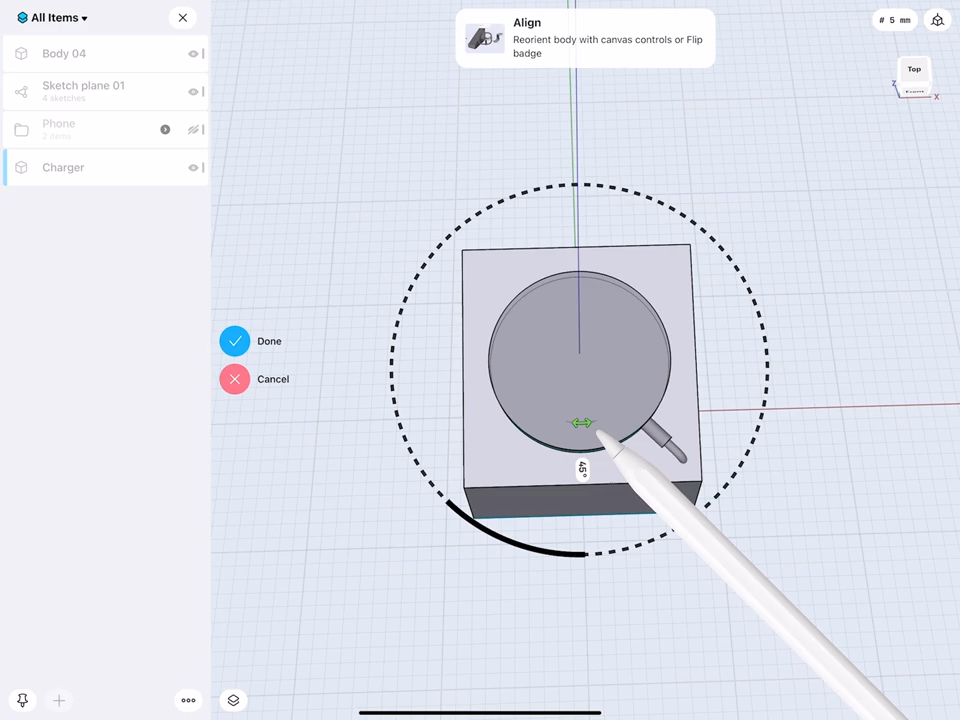 All Items
Body 04
Sketch plane 01
4 sketches
Phone
2 items
Charger
Align
Reorient body with canvas controls or Flip
badge
# 5 mm
Top
Z
X
Done
Cancel
45°